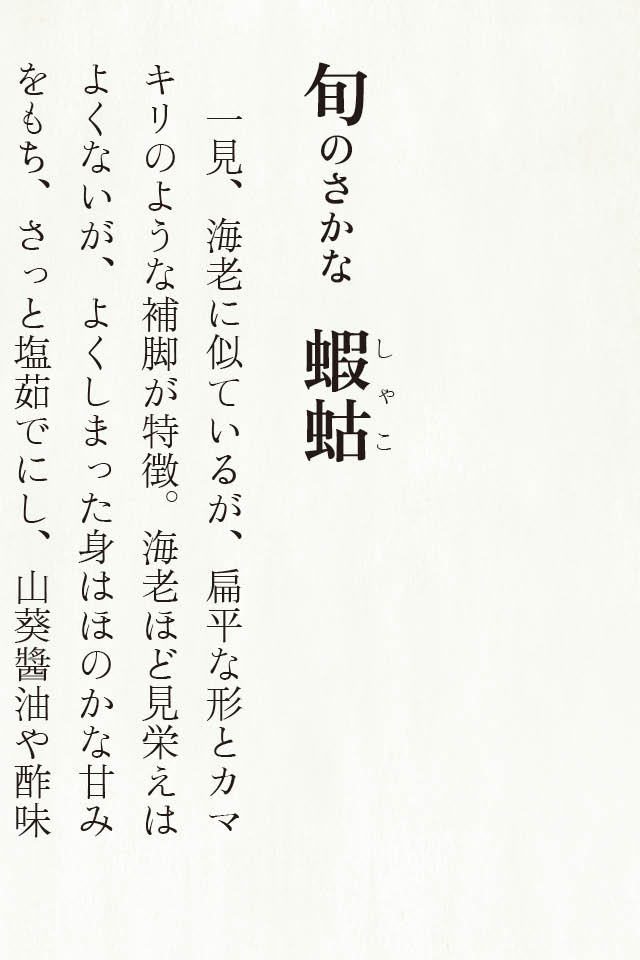 旬のさかな　蝦蛄
しゃこ
一見、海老に似ているが、扁平な形とカマ
キリのような補脚が特徴。海老ほど見栄えは
よくないが、よくしまった身はほのかな甘み
をもち、さっと塩茹でにし、山葵醬油や酢味